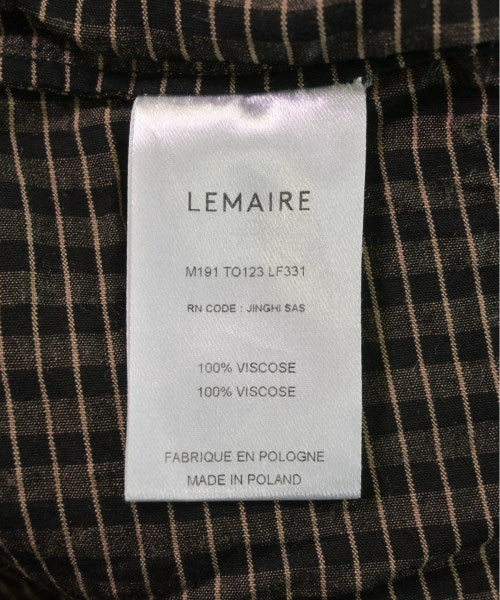 LEMAIRE
M191 TO123 LF331
RN CODE : JINGHI SAS
100% VISCOSE
100% VISCOSE
FABRIQUE EN POLOGNE
MADE IN POLAND